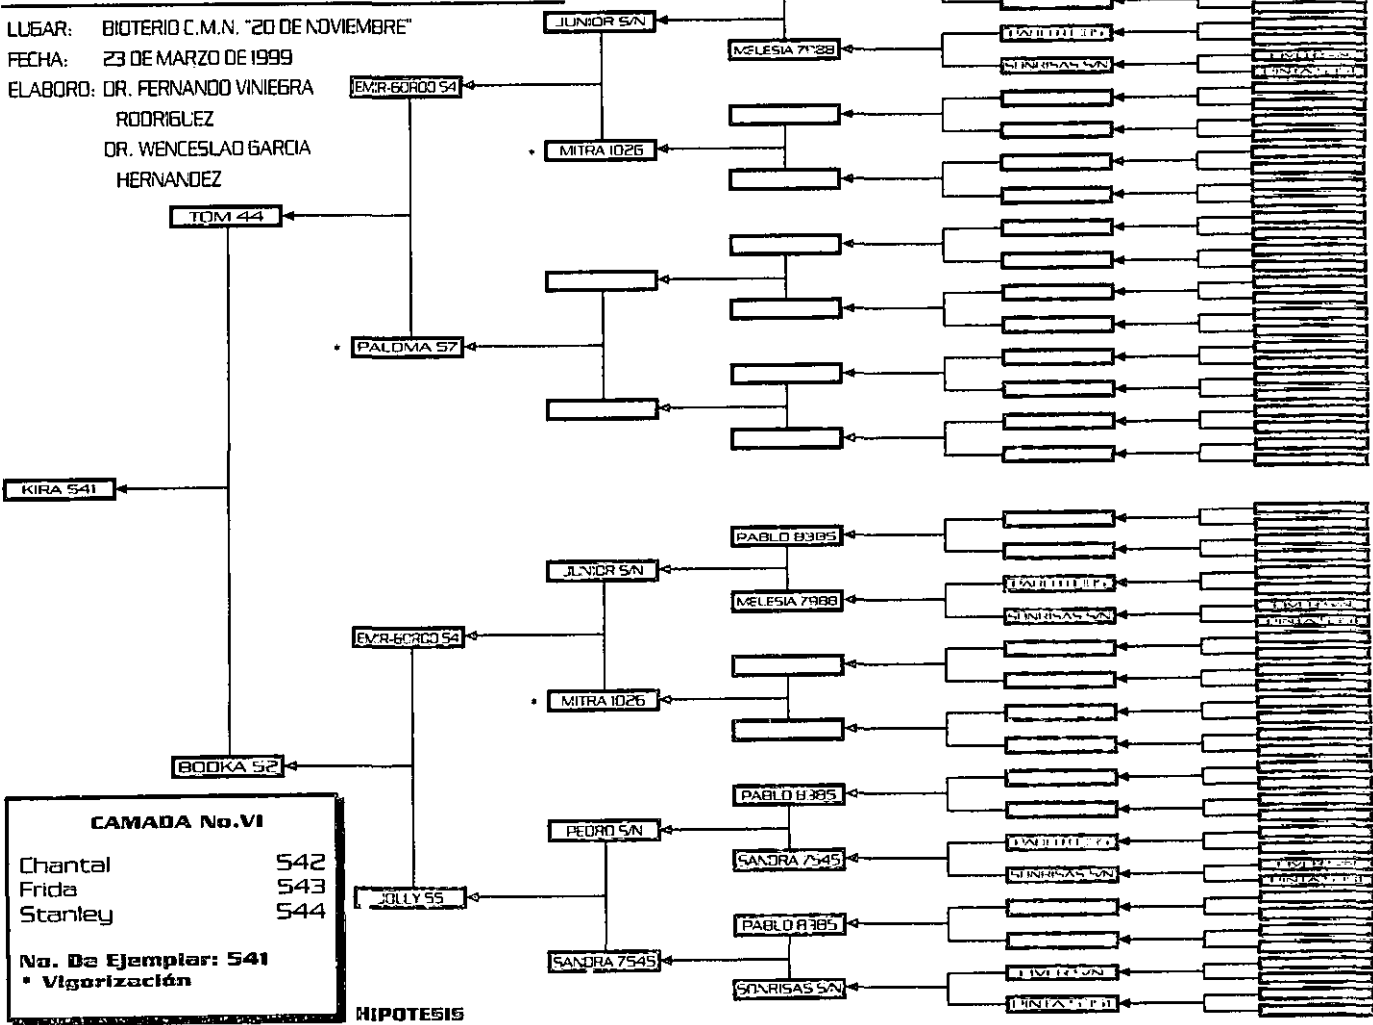 LUGAR: BIOTERIO C.M.N. "20 DE NOVIEMBRE"
FECHA: 23 DE MARZO DE 1999
ELABORO: DR. FERNANDO VINIEGRA
RODRIGUEZ
DR. WENCESLAO GARCIA
HERNANDEZ
JUNIOR S/N
MELESIA 7988
SONRISAS S/N
EMIR-GORDO 54
* MITRA 1026
TOM 44
* PALOMA 57
KIRA 541
PABLO 8385
JUNIOR S/N
MELESIA 7988
SONRISAS S/N
EMIR-GORDO 54
* MITRA 1026
BODKA 52
PABLO 8385
PEDRO S/N
SANDRA 7545
SONRISAS S/N
JOLLY 55
PABLO 8385
SANDRA 7545
SONRISAS S/N
CAMADA No.VI
Chantal 542
Frida 543
Stanley 544
No. De Ejemplar: 541
* Vigorización
HIPOTESIS